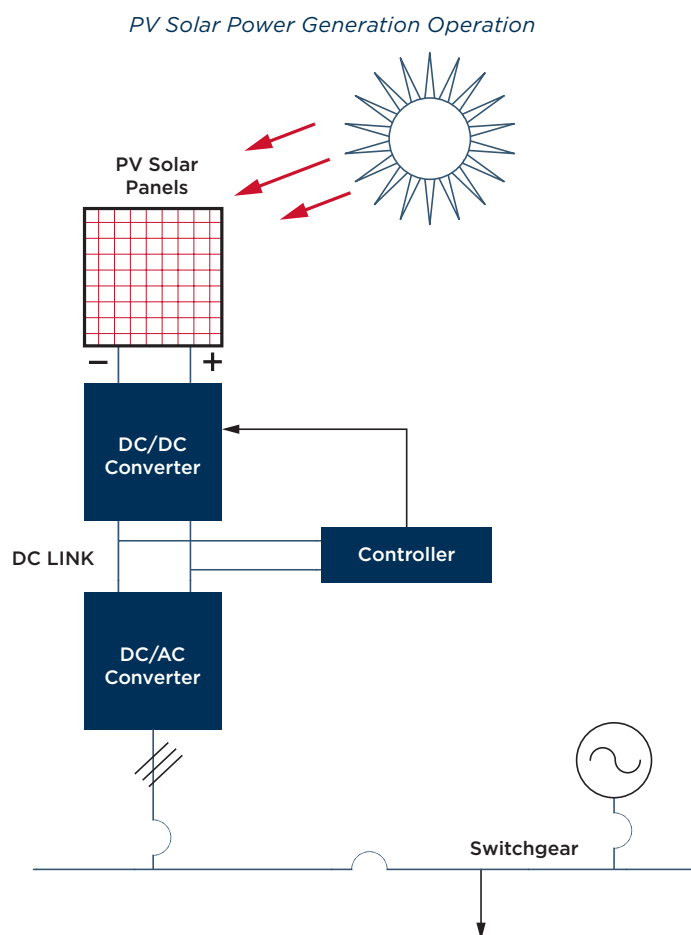 PV Solar Power Generation Operation
PV Solar
Panels
− +
DC/DC
Converter
DC LINK
Controller
DC/AC
Converter
Switchgear